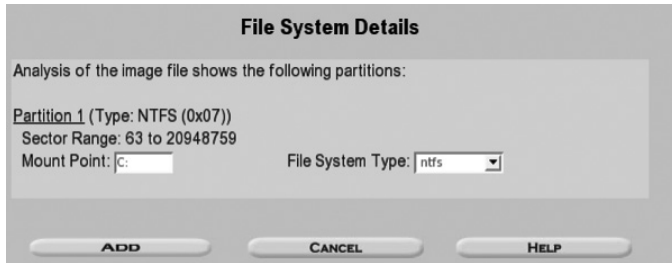 File System Details
Analysis of the image file shows the following partitions:
Partition 1 (Type: NTFS (0x07))
Sector Range: 63 to 20948759
Mount Point: C: File System Type: ntfs
ADD CANCEL HELP